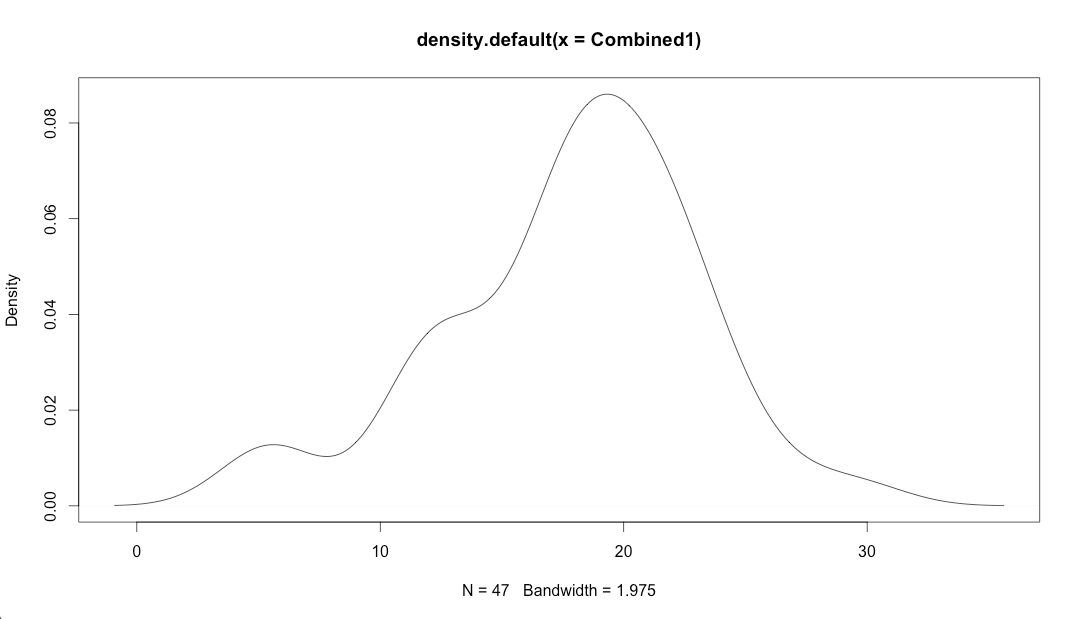 density.default(x = Combined1)
Density
0.08
0.06
0.04
0.02
0.00
0 10 20 30
N = 47 Bandwidth = 1.975